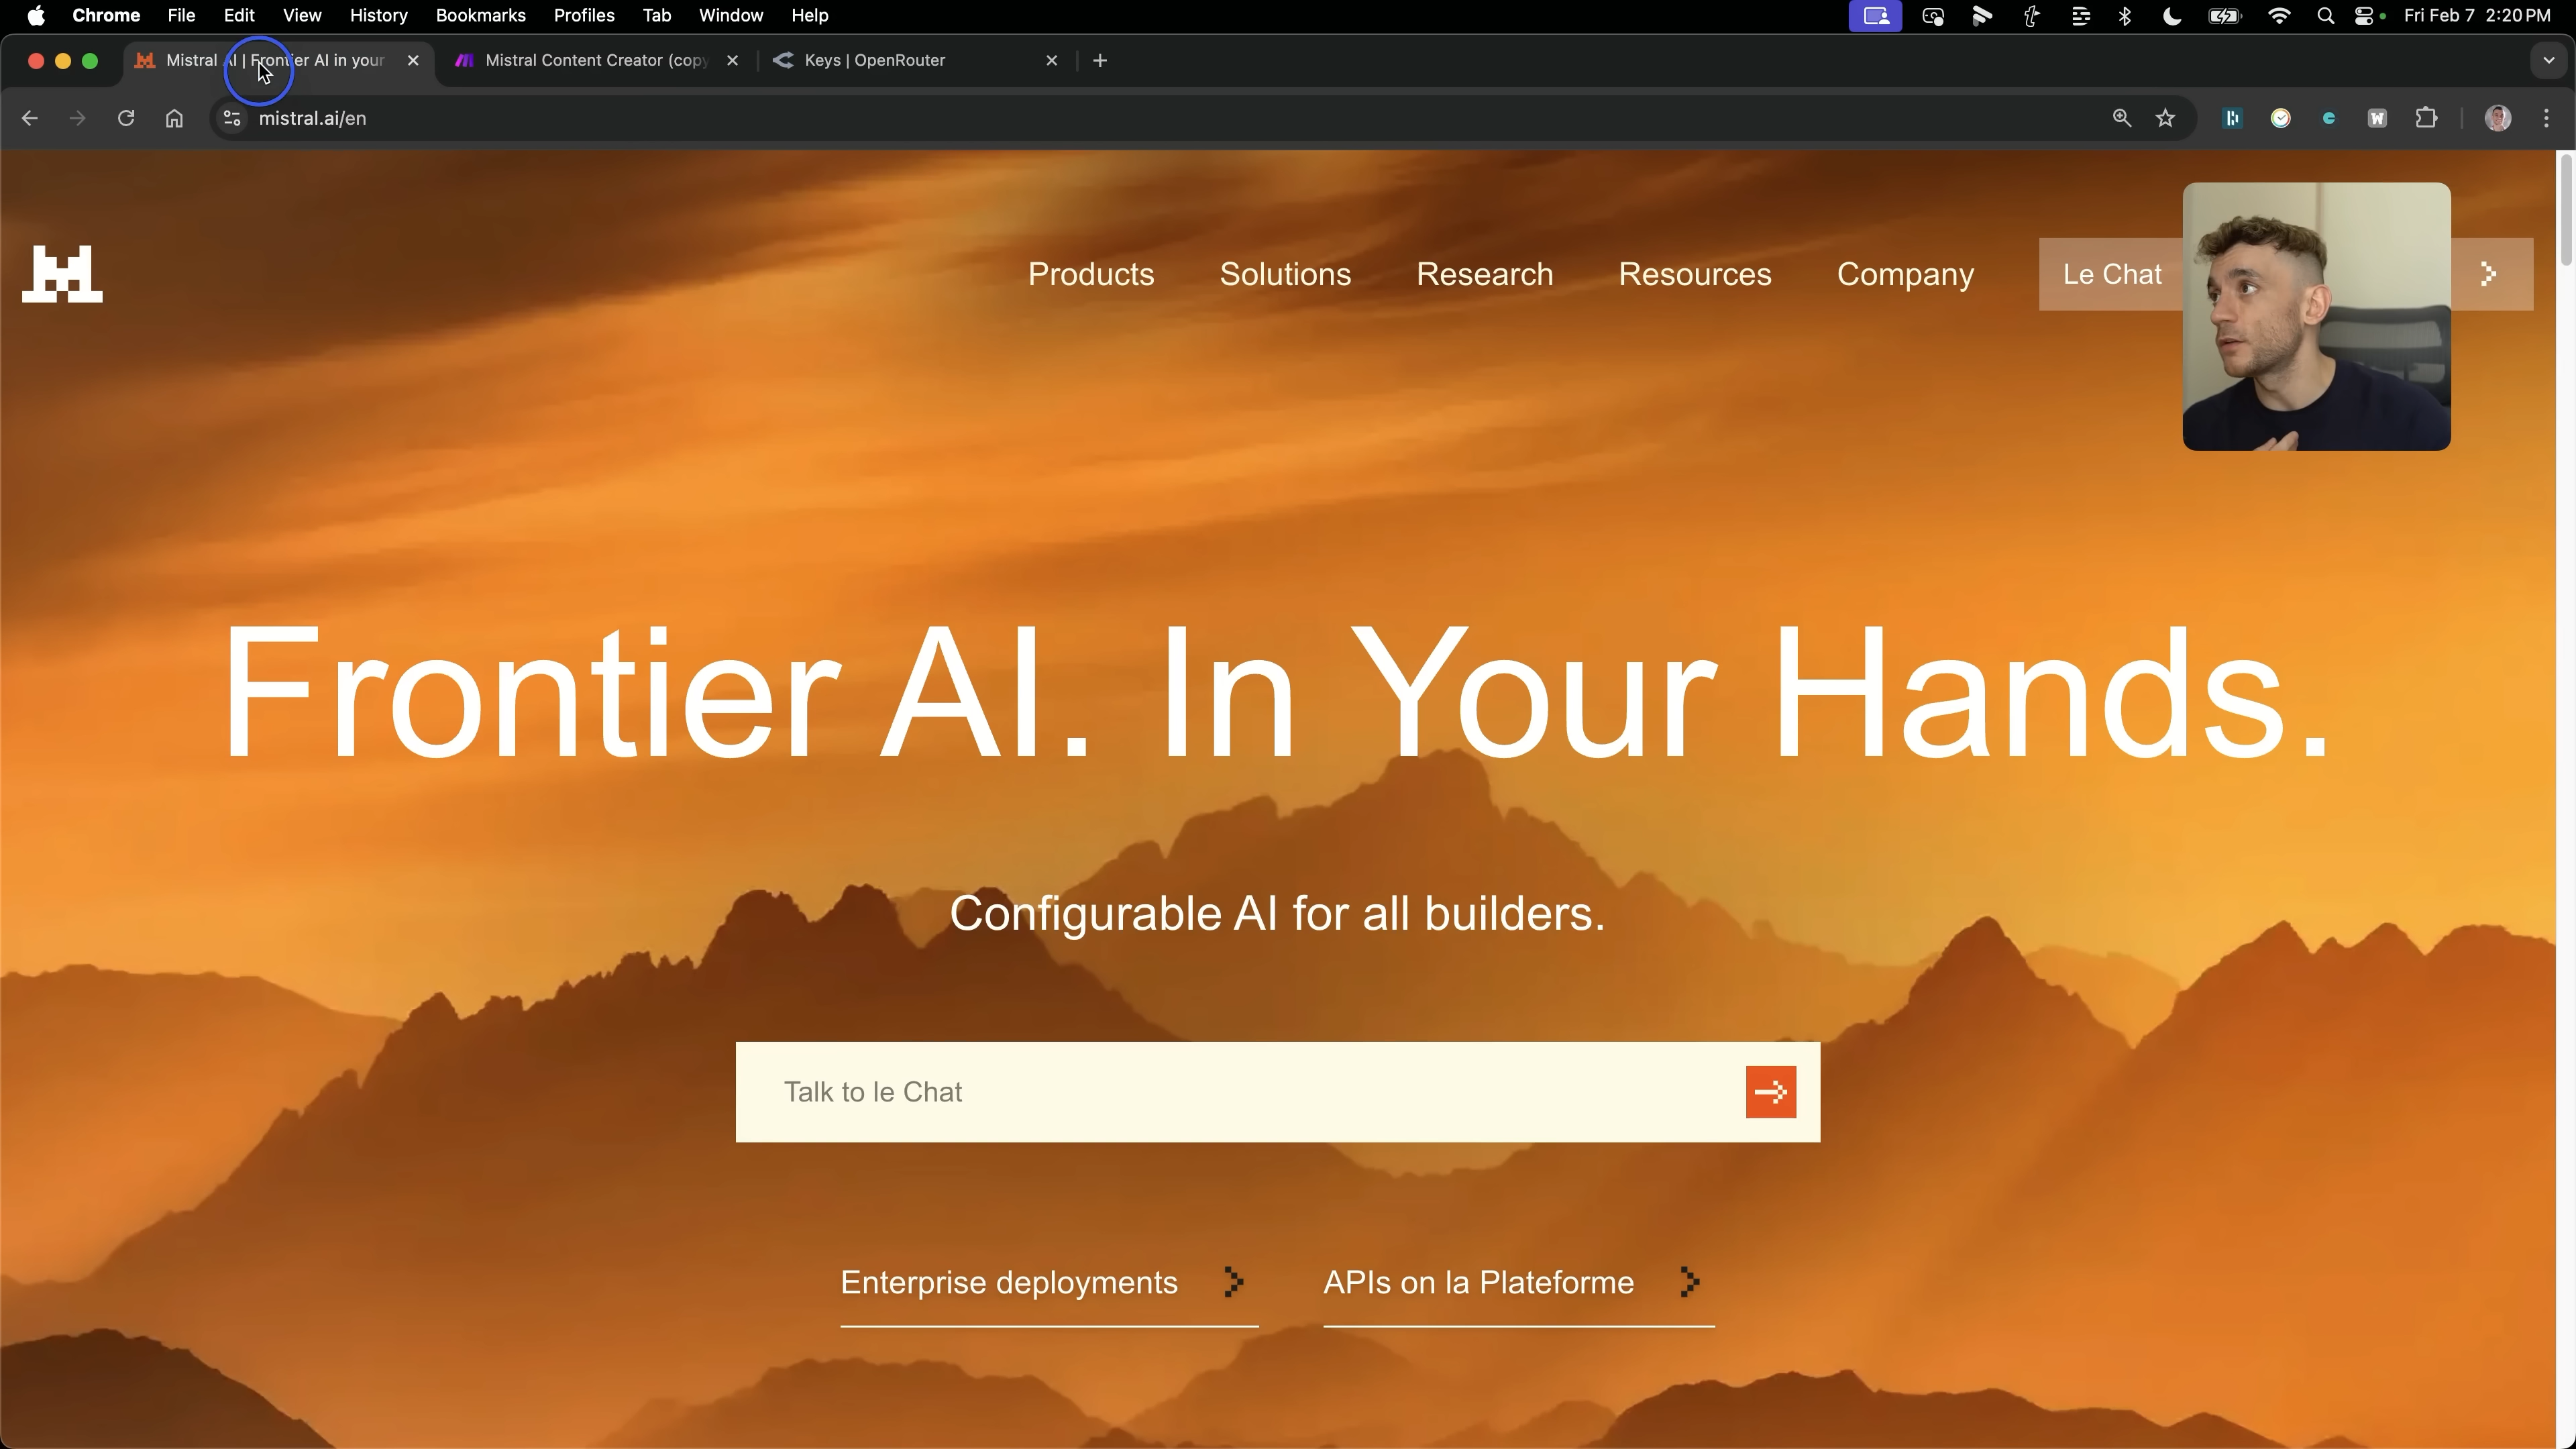 Chrome File Edit View History Bookmarks Profiles Tab Window Help Fri Feb 7 2:20 PM
Mistral AI | Frontier AI in your Mistral Content Creator (copy Keys | OpenRouter
mistral.ai/en
Products Solutions Research Resources Company Le Chat
Frontier AI. In Your Hands.
Configurable AI for all builders.
Talk to le Chat
Enterprise deployments APIs on la Plateforme